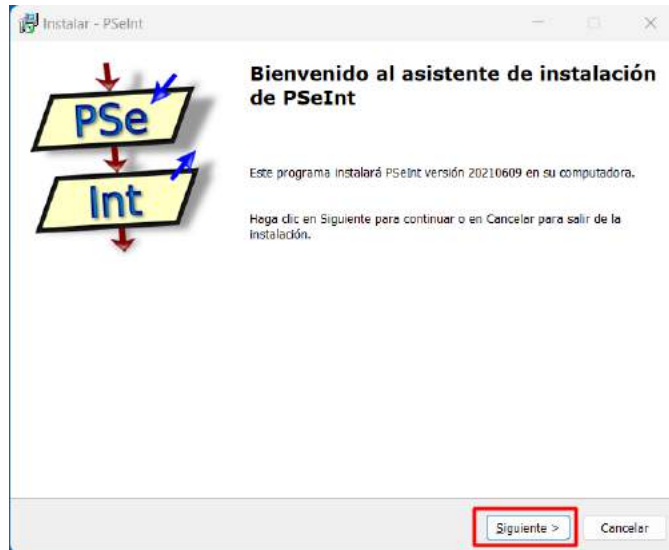 Instalar - PSeInt
PSe
Int
Bienvenido al asistente de instalación
de PSeInt
Este programa instalará PSeInt versión 20210609 en su computadora.
Haga clic en Siguiente para continuar o en Cancelar para salir de la
instalación.
Siguiente >
Cancelar